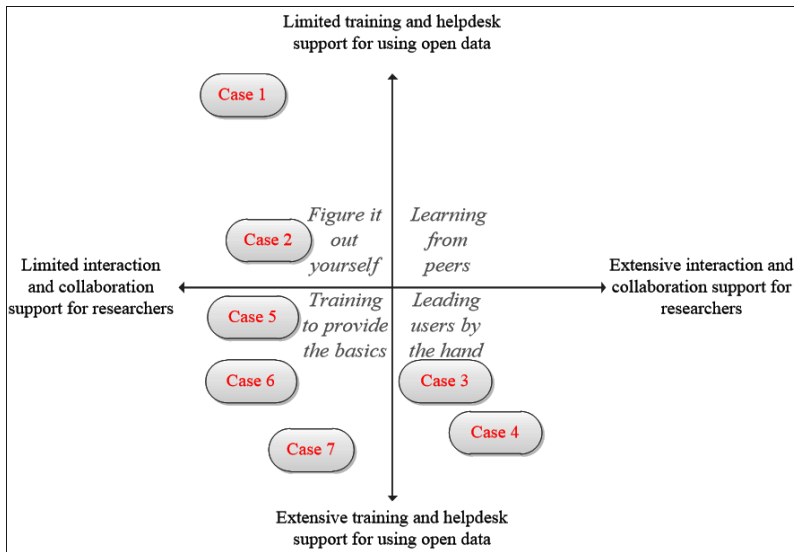 Limited training and helpdesk
support for using open data
Case 1
Figure it
out
yourself
Learning
from
peers
Case 2
Limited interaction
and collaboration
support for researchers
Extensive interaction and
collaboration support for
researchers
Training
to provide
the basics
Leading
users by
the hand
Case 5
Case 6
Case 3
Case 4
Case 7
Extensive training and helpdesk
support for using open data